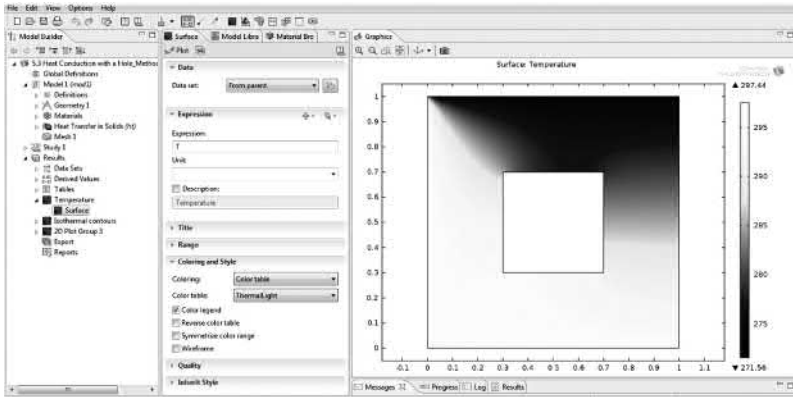 File Edit View Options Help
Model Builder
5.3 Heat Conduction with a Hole_Metho
Global Definitions
Model 1 (mod1)
Definitions
Geometry 1
Materials
Heat Transfer in Solids (ht)
Mesh 1
Study 1
Results
Data Sets
Derived Values
Tables
Temperature
Surface
Isothermal contours
2D Plot Group 3
Export
Reports
Surface Model Libra Material Bro
Plot
Data
Data set: From parent
Expression
Expression:
T
Unit:
Description:
Temperature
Title
Range
Coloring and Style
Coloring: Color table
Color table: ThermalLight
Color legend
Reverse color table
Symmetrize color range
Wireframe
Quality
Inherit Style
Graphics
Surface: Temperature
▲ 297.44
1
0.9
0.8
0.7
0.6
0.5
0.4
0.3
0.2
0.1
0
-0.1 0 0.1 0.2 0.3 0.4 0.5 0.6 0.7 0.8 0.9 1 1.1
295
290
285
280
275
▼ 271.56
Messages Progress Log Results